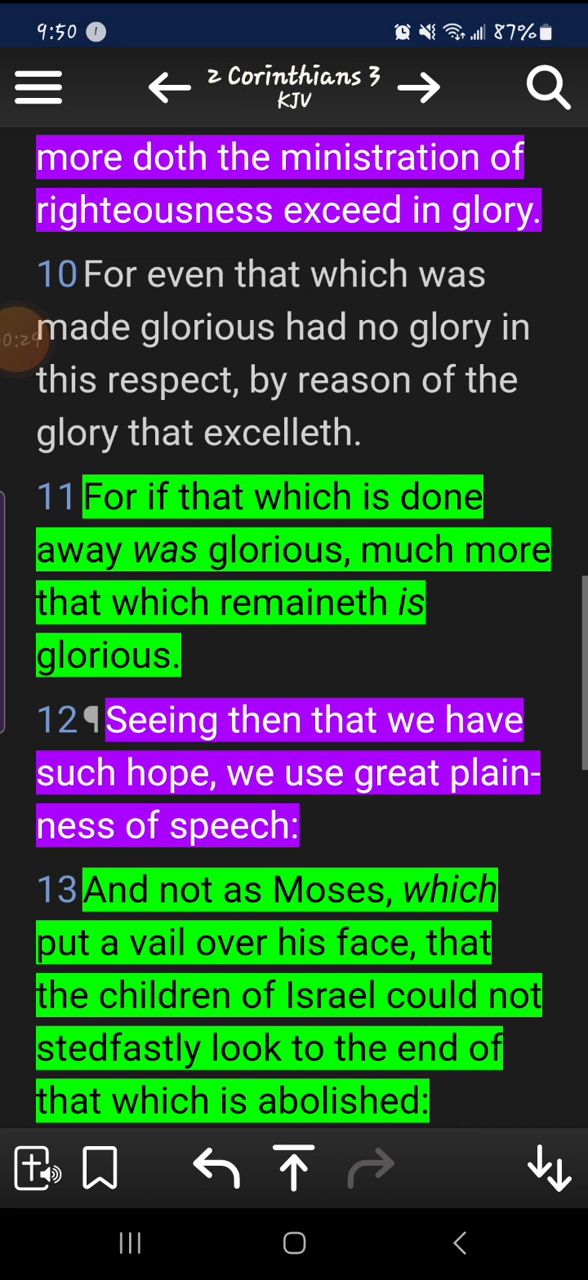 9:50
87%
2 Corinthians 3
KJV
more doth the ministration of
righteousness exceed in glory.
10 For even that which was
0:29
made glorious had no glory in
this respect, by reason of the
glory that excelleth.
11 For if that which is done
away was glorious, much more
that which remaineth is
glorious.
12 ¶ Seeing then that we have
such hope, we use great plain-
ness of speech:
13 And not as Moses, which
put a vail over his face, that
the children of Israel could not
stedfastly look to the end of
that which is abolished: